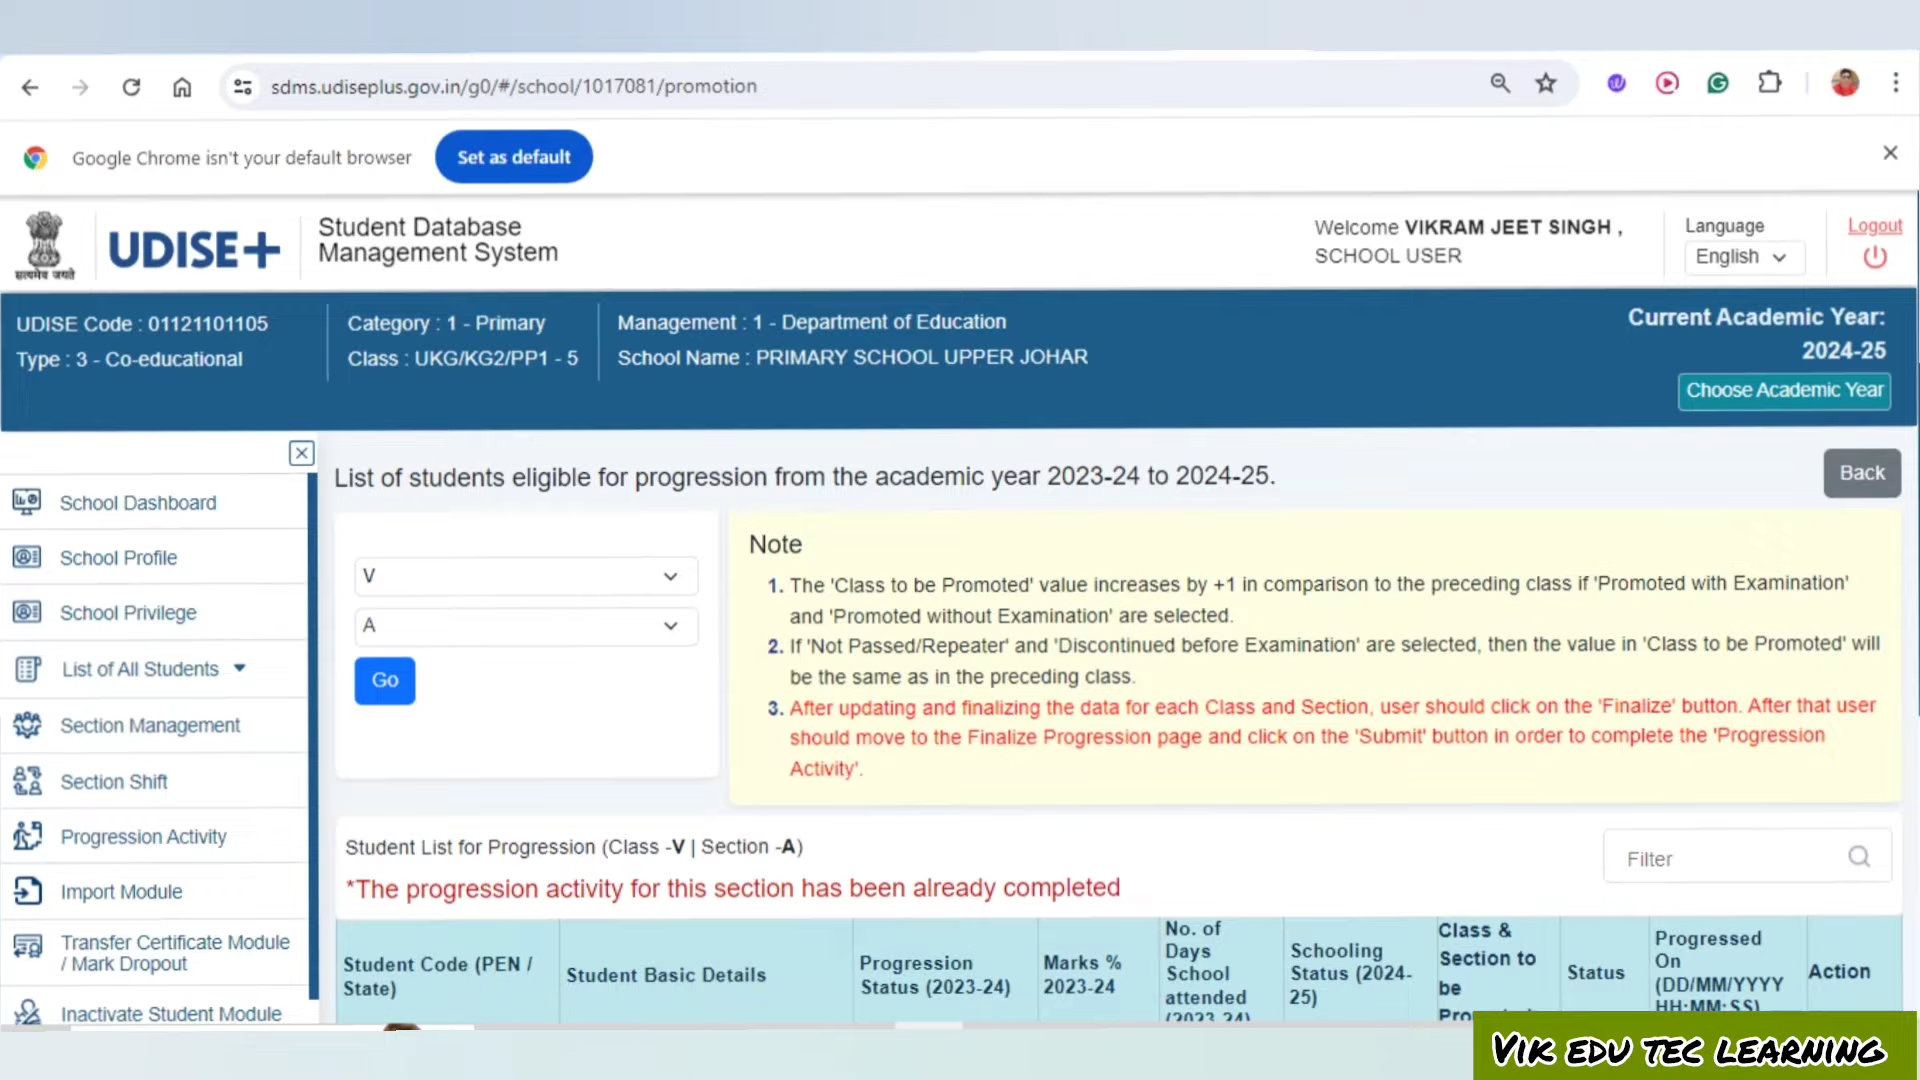 sdms.udiseplus.gov.in/g0/#/school/1017081/promotion
Google Chrome isn't your default browser
Set as default
सत्यमेव जयते
UDISE+
Student Database
Management System
Welcome VIKRAM JEET SINGH ,
SCHOOL USER
Language
English
Logout
UDISE Code : 01121101105
Type : 3 - Co-educational
Category : 1 - Primary
Class : UKG/KG2/PP1 - 5
Management : 1 - Department of Education
School Name : PRIMARY SCHOOL UPPER JOHAR
Current Academic Year:
2024-25
Choose Academic Year
School Dashboard
School Profile
School Privilege
List of All Students
Section Management
Section Shift
Progression Activity
Import Module
Transfer Certificate Module
/ Mark Dropout
Inactivate Student Module
List of students eligible for progression from the academic year 2023-24 to 2024-25.
Back
V
A
Go
Note
1. The 'Class to be Promoted' value increases by +1 in comparison to the preceding class if 'Promoted with Examination'
and 'Promoted without Examination' are selected.
2. If 'Not Passed/Repeater' and 'Discontinued before Examination' are selected, then the value in 'Class to be Promoted' will
be the same as in the preceding class.
3. After updating and finalizing the data for each Class and Section, user should click on the 'Finalize' button. After that user
should move to the Finalize Progression page and click on the 'Submit' button in order to complete the 'Progression
Activity'.
Student List for Progression (Class -V | Section -A)
*The progression activity for this section has been already completed
Filter
Student Code (PEN /
State)
Student Basic Details
Progression
Status (2023-24)
Marks %
2023-24
No. of
Days
School
attended
(2023-24)
Schooling
Status (2024-
25)
Class &
Section to
be
Status
Progressed
On
(DD/MM/YYYY
HH:MM:SS)
Action
VIK EDU TEC LEARNING